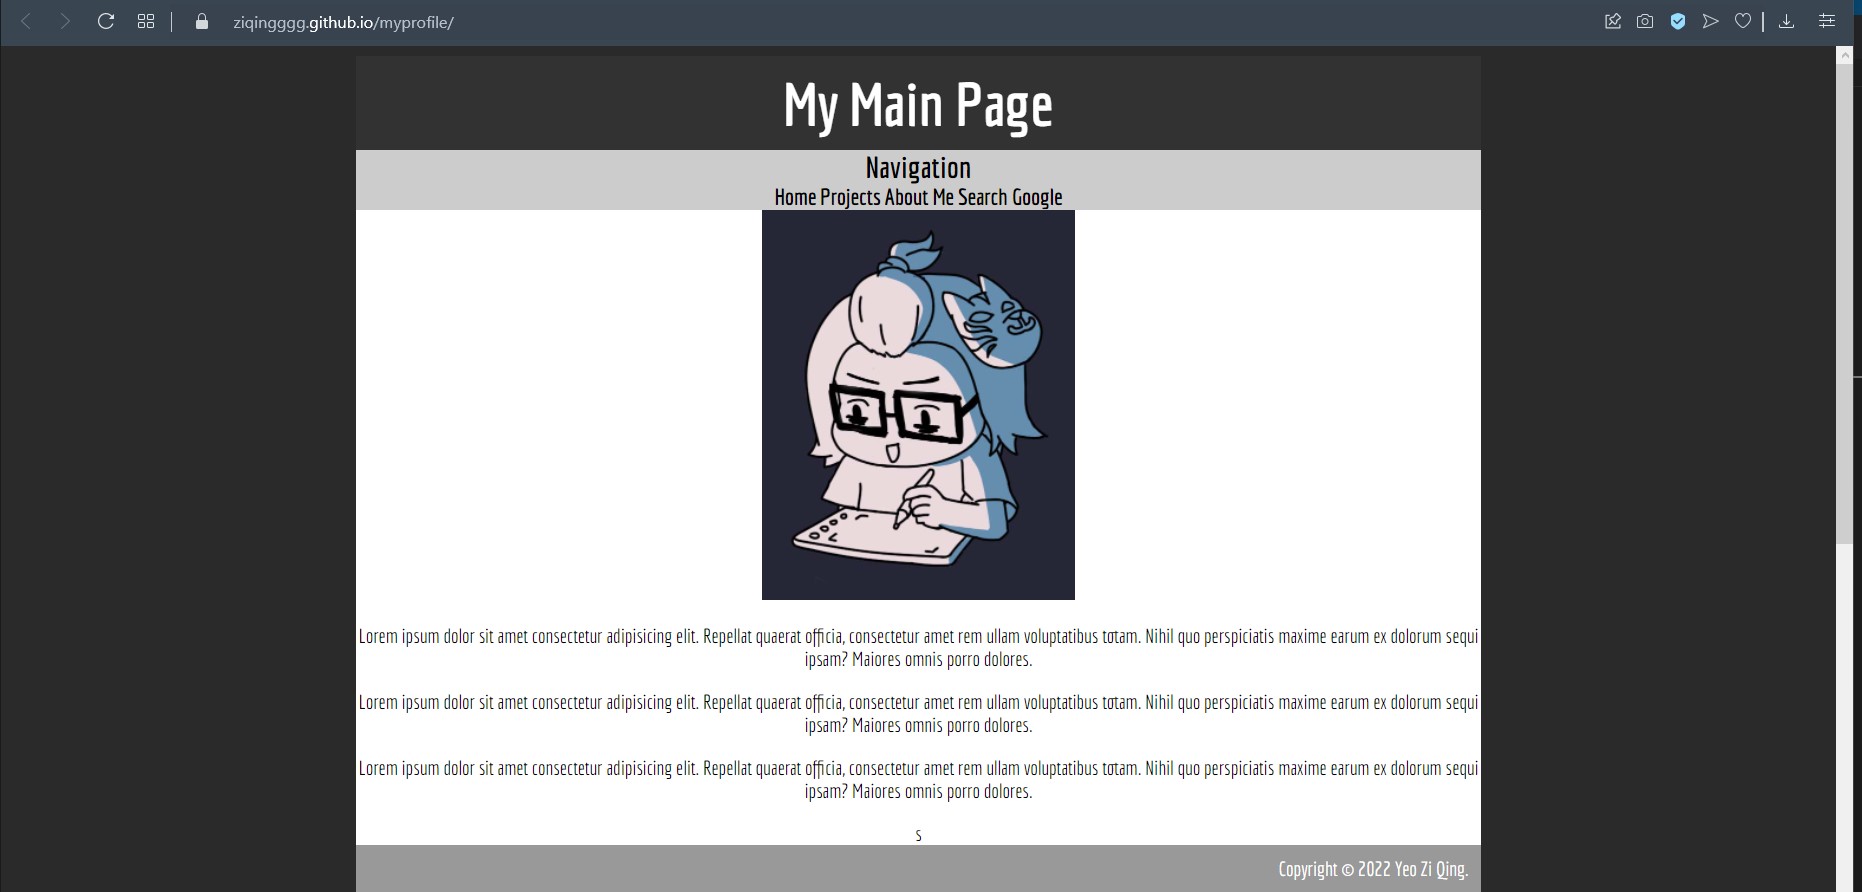 ziqingggg.github.io/myprofile/
My Main Page
Navigation
Home Projects About Me Search Google
Lorem ipsum dolor sit amet consectetur adipisicing elit. Repellat quaerat officia, consectetur amet rem ullam voluptatibus totam. Nihil quo perspiciatis maxime earum ex dolorum sequi
ipsam? Maiores omnis porro dolores.
Lorem ipsum dolor sit amet consectetur adipisicing elit. Repellat quaerat officia, consectetur amet rem ullam voluptatibus totam. Nihil quo perspiciatis maxime earum ex dolorum sequi
ipsam? Maiores omnis porro dolores.
Lorem ipsum dolor sit amet consectetur adipisicing elit. Repellat quaerat officia, consectetur amet rem ullam voluptatibus totam. Nihil quo perspiciatis maxime earum ex dolorum sequi
ipsam? Maiores omnis porro dolores.
s
Copyright © 2022 Yeo Zi Qing.